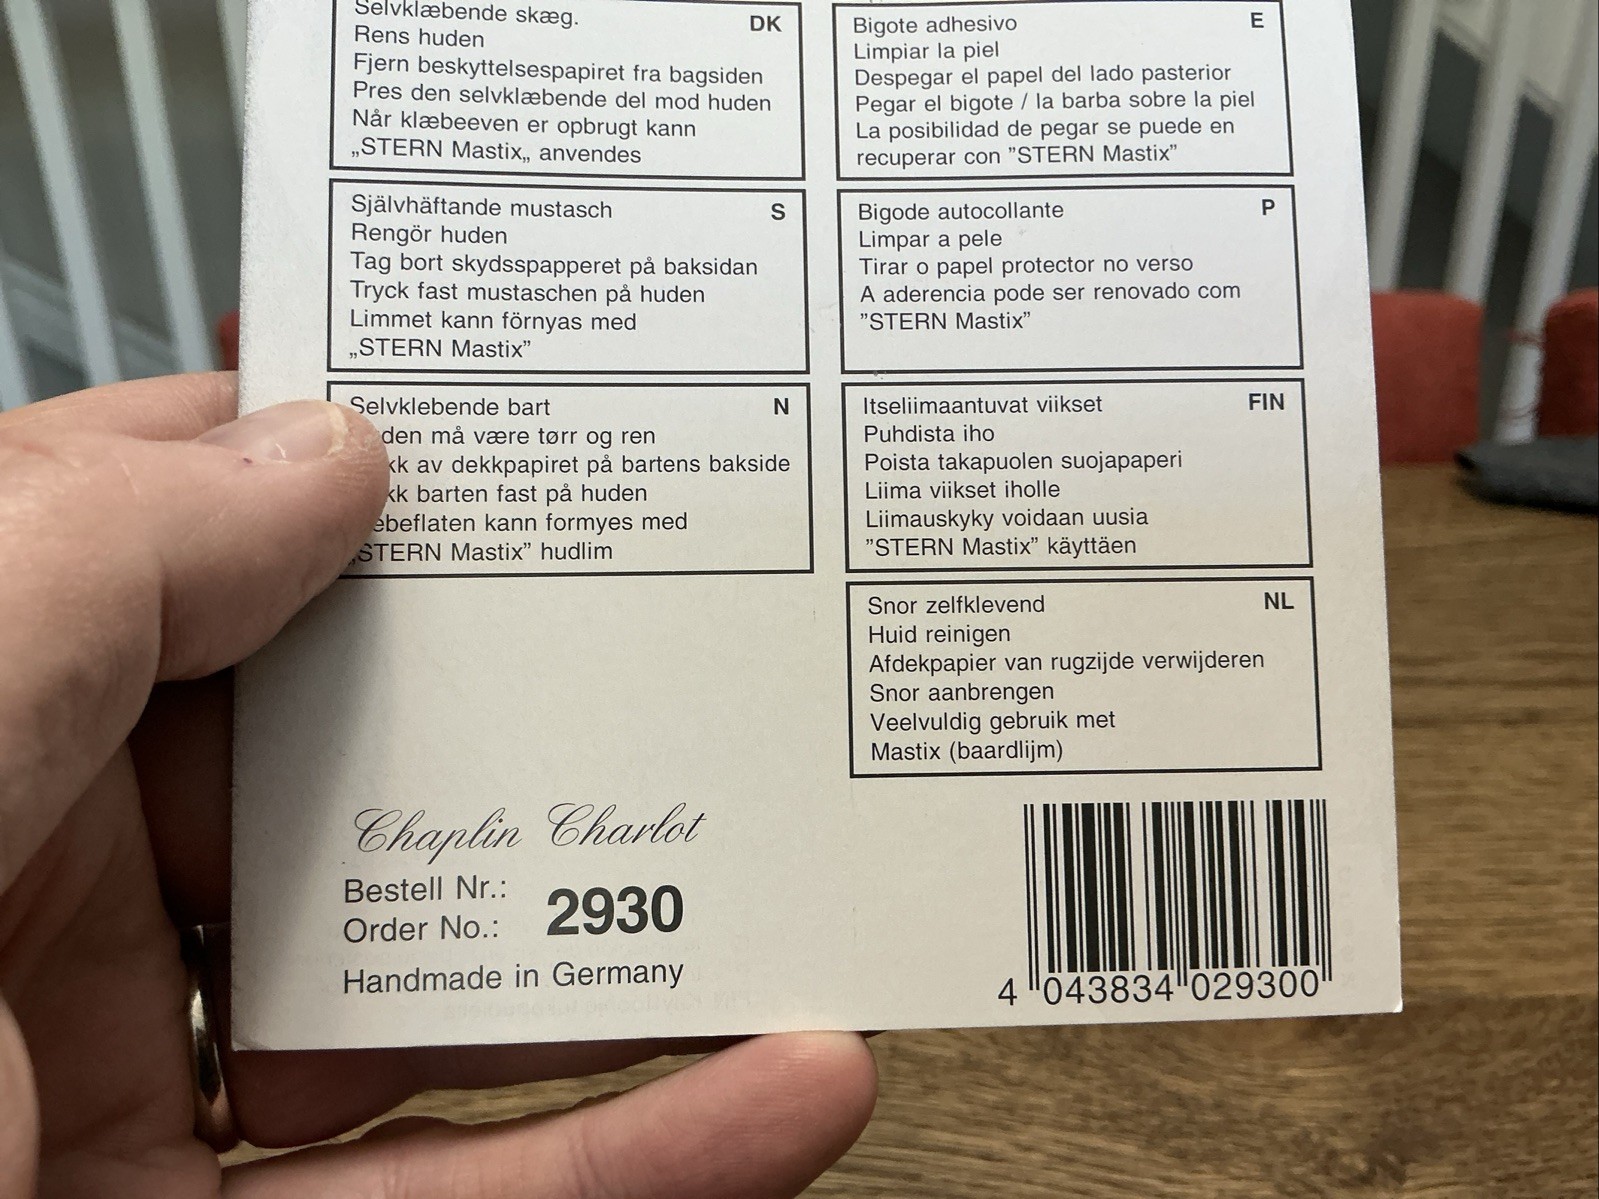 Selvklæbende skæg.
DK
Rens huden
Fjern beskyttelsespapiret fra bagsiden
Pres den selvklæbende del mod huden
Når klæbeeven er opbrugt kann
„STERN Mastix„ anvendes
Bigote adhesivo
E
Limpiar la piel
Despegar el papel del lado pasterior
Pegar el bigote / la barba sobre la piel
La posibilidad de pegar se puede en
recuperar con ”STERN Mastix”
Självhäftande mustasch
S
Rengör huden
Tag bort skydsspapperet på baksidan
Tryck fast mustaschen på huden
Limmet kann förnyas med
„STERN Mastix”
Bigode autocollante
P
Limpar a pele
Tirar o papel protector no verso
A aderencia pode ser renovado com
”STERN Mastix”
Selvklebende bart
N
den må være tørr og ren
kk av dekkpapiret på bartens bakside
kk barten fast på huden
ebeflaten kann formyes med
„STERN Mastix” hudlim
Itseliimaantuvat viikset
FIN
Puhdista iho
Poista takapuolen suojapaperi
Liima viikset iholle
Liimauskyky voidaan uusia
”STERN Mastix” käyttäen
Snor zelfklevend
NL
Huid reinigen
Afdekpapier van rugzijde verwijderen
Snor aanbrengen
Veelvuldig gebruik met
Mastix (baardlijm)
Chaplin Charlot
Bestell Nr.:
Order No.: 2930
Handmade in Germany
4 043834 029300